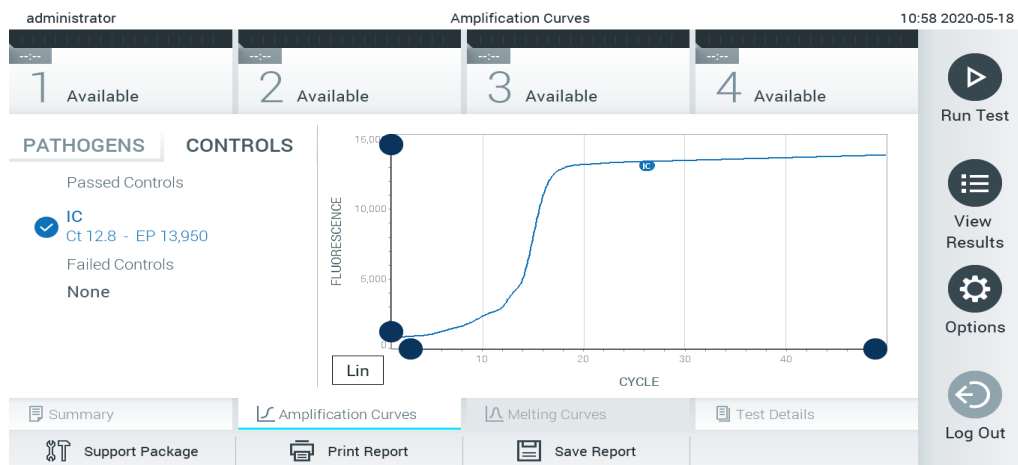 administrator
Amplification Curves
10:58 2020-05-18
--:--
1 Available
--:--
2 Available
--:--
3 Available
--:--
4 Available
Run Test
View
Results
Options
Log Out
PATHOGENS
CONTROLS
Passed Controls
IC
Ct 12.8 - EP 13,950
Failed Controls
None
FLUORESCENCE
10,000
5,000
0
IC
10
20
30
40
CYCLE
Lin
Summary
Amplification Curves
Melting Curves
Test Details
Support Package
Print Report
Save Report